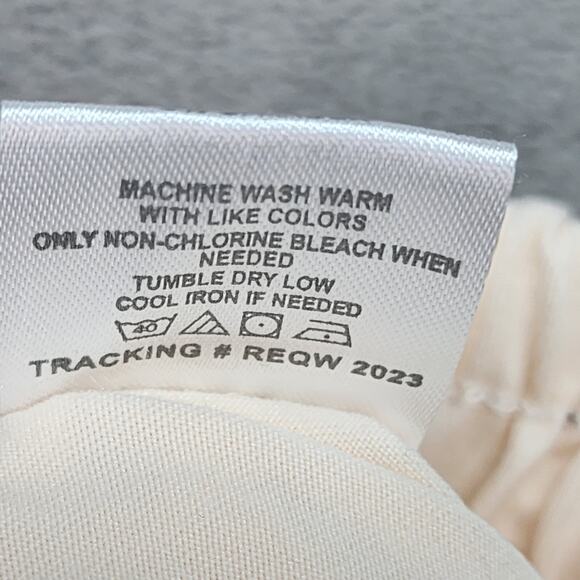 MACHINE WASH WARM
WITH LIKE COLORS
ONLY NON-CHLORINE BLEACH WHEN
NEEDED
TUMBLE DRY LOW
COOL IRON IF NEEDED
40
TRACKING # REQW 2023